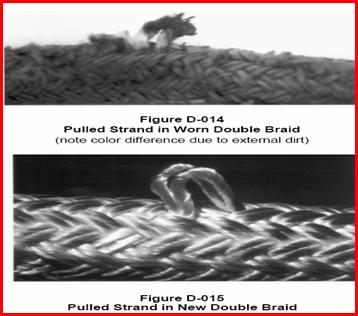 Figure D-014
Pulled Strand in Worn Double Braid
(note color difference due to external dirt)
Figure D-015
Pulled Strand in New Double Braid